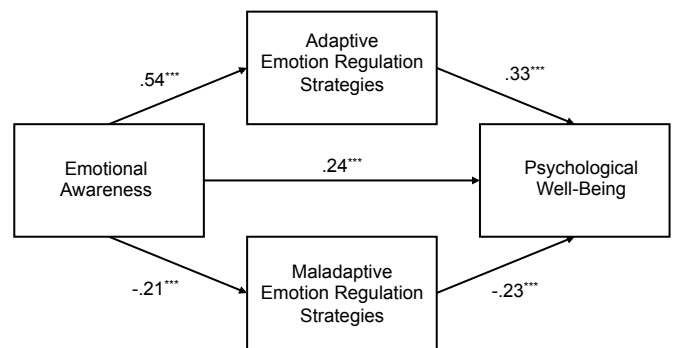 Adaptive
Emotion Regulation
Strategies
.54***
.33***
Emotional
Awareness
.24***
Psychological
Well-Being
-.21***
Maladaptive
Emotion Regulation
Strategies
-.23***